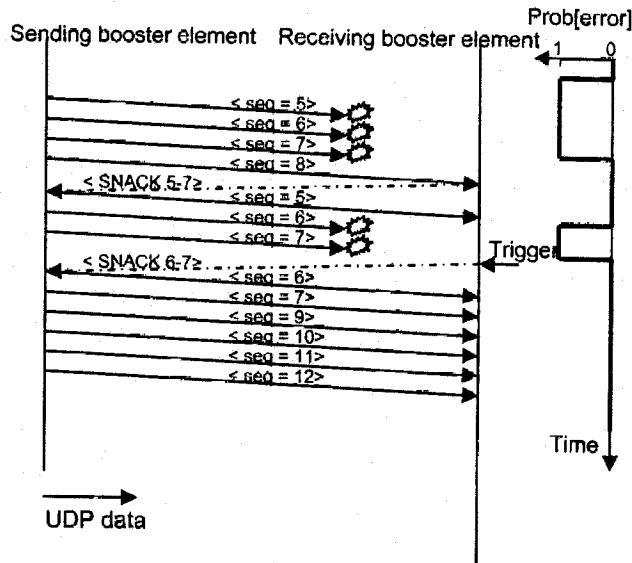 Prob[error]
Sending booster element
Receiving booster element
1
0
< seq = 5>
< seq = 6>
< seq = 7>
< seq = 8>
< SNACK 5-7>
< seq = 5>
< seq = 6>
< seq = 7>
Trigger
< SNACK 6-7>
< seq = 6>
< seq = 7>
< seq = 9>
< seq = 10>
< seq = 11>
< seq = 12>
Time
UDP data